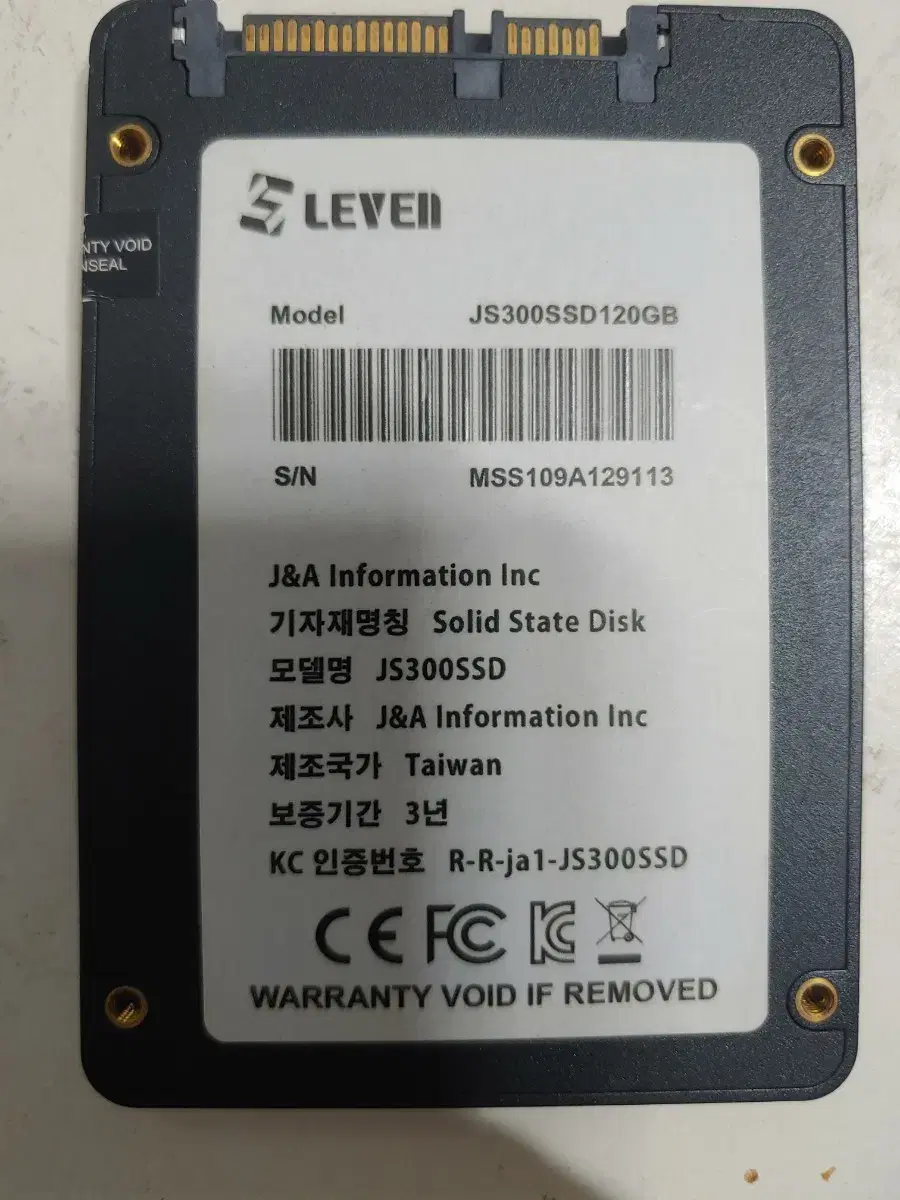 LEVEN
NTY VOID
NSEAL
Model JS300SSD120GB
S/N MSS109A129113
J&A Information Inc
기자재명칭 Solid State Disk
모델명 JS300SSD
제조사 J&A Information Inc
제조국가 Taiwan
보증기간 3년
KC 인증번호 R-R-ja1-JS300SSD
CE FC KC
WARRANTY VOID IF REMOVED